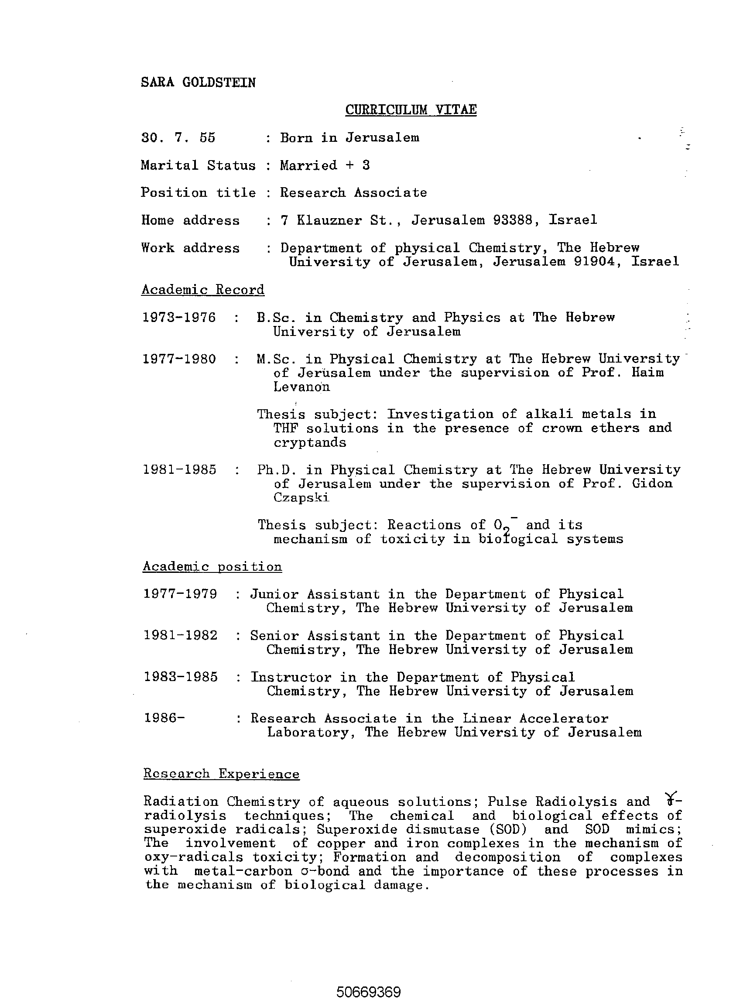 SARA GOLDSTEIN
CURRICULUM VITAE
30. 7. 55 : Born in Jerusalem
Marital Status : Married + 3
Position title : Research Associate
Home address : 7 Klauzner St., Jerusalem 93388, Israel
Work address : Department of physical Chemistry, The Hebrew
University of Jerusalem, Jerusalem 91904, Israel
Academic Record
1973-1976 : B.Sc. in Chemistry and Physics at The Hebrew
University of Jerusalem
1977-1980 : M.Sc. in Physical Chemistry at The Hebrew University
of Jerusalem under the supervision of Prof. Haim
Levanon
Thesis subject: Investigation of alkali metals in
THF solutions in the presence of crown ethers and
cryptands
1981-1985 : Ph.D. in Physical Chemistry at The Hebrew University
of Jerusalem under the supervision of Prof. Gidon
Czapski
Thesis subject: Reactions of O₂⁻ and its
mechanism of toxicity in biological systems
Academic position
1977-1979 : Junior Assistant in the Department of Physical
Chemistry, The Hebrew University of Jerusalem
1981-1982 : Senior Assistant in the Department of Physical
Chemistry, The Hebrew University of Jerusalem
1983-1985 : Instructor in the Department of Physical
Chemistry, The Hebrew University of Jerusalem
1986- : Research Associate in the Linear Accelerator
Laboratory, The Hebrew University of Jerusalem
Research Experience
Radiation Chemistry of aqueous solutions; Pulse Radiolysis and γ-
radiolysis techniques; The chemical and biological effects of
superoxide radicals; Superoxide dismutase (SOD) and SOD mimics;
The involvement of copper and iron complexes in the mechanism of
oxy-radicals toxicity; Formation and decomposition of complexes
with metal-carbon σ-bond and the importance of these processes in
the mechanism of biological damage.
50669369